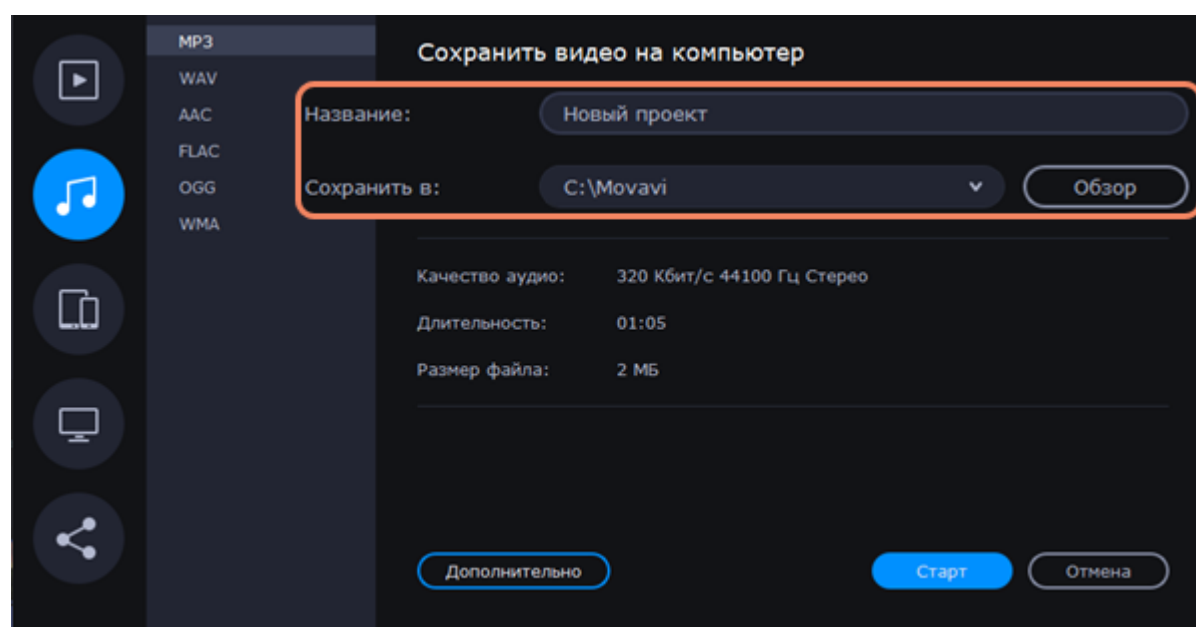 MP3
WAV
AAC
FLAC
OGG
WMA
Сохранить видео на компьютер
Название: Новый проект
Сохранить в: C:\Movavi Обзор
Качество аудио: 320 Кбит/с 44100 Гц Стерео
Длительность: 01:05
Размер файла: 2 МБ
Дополнительно Старт Отмена